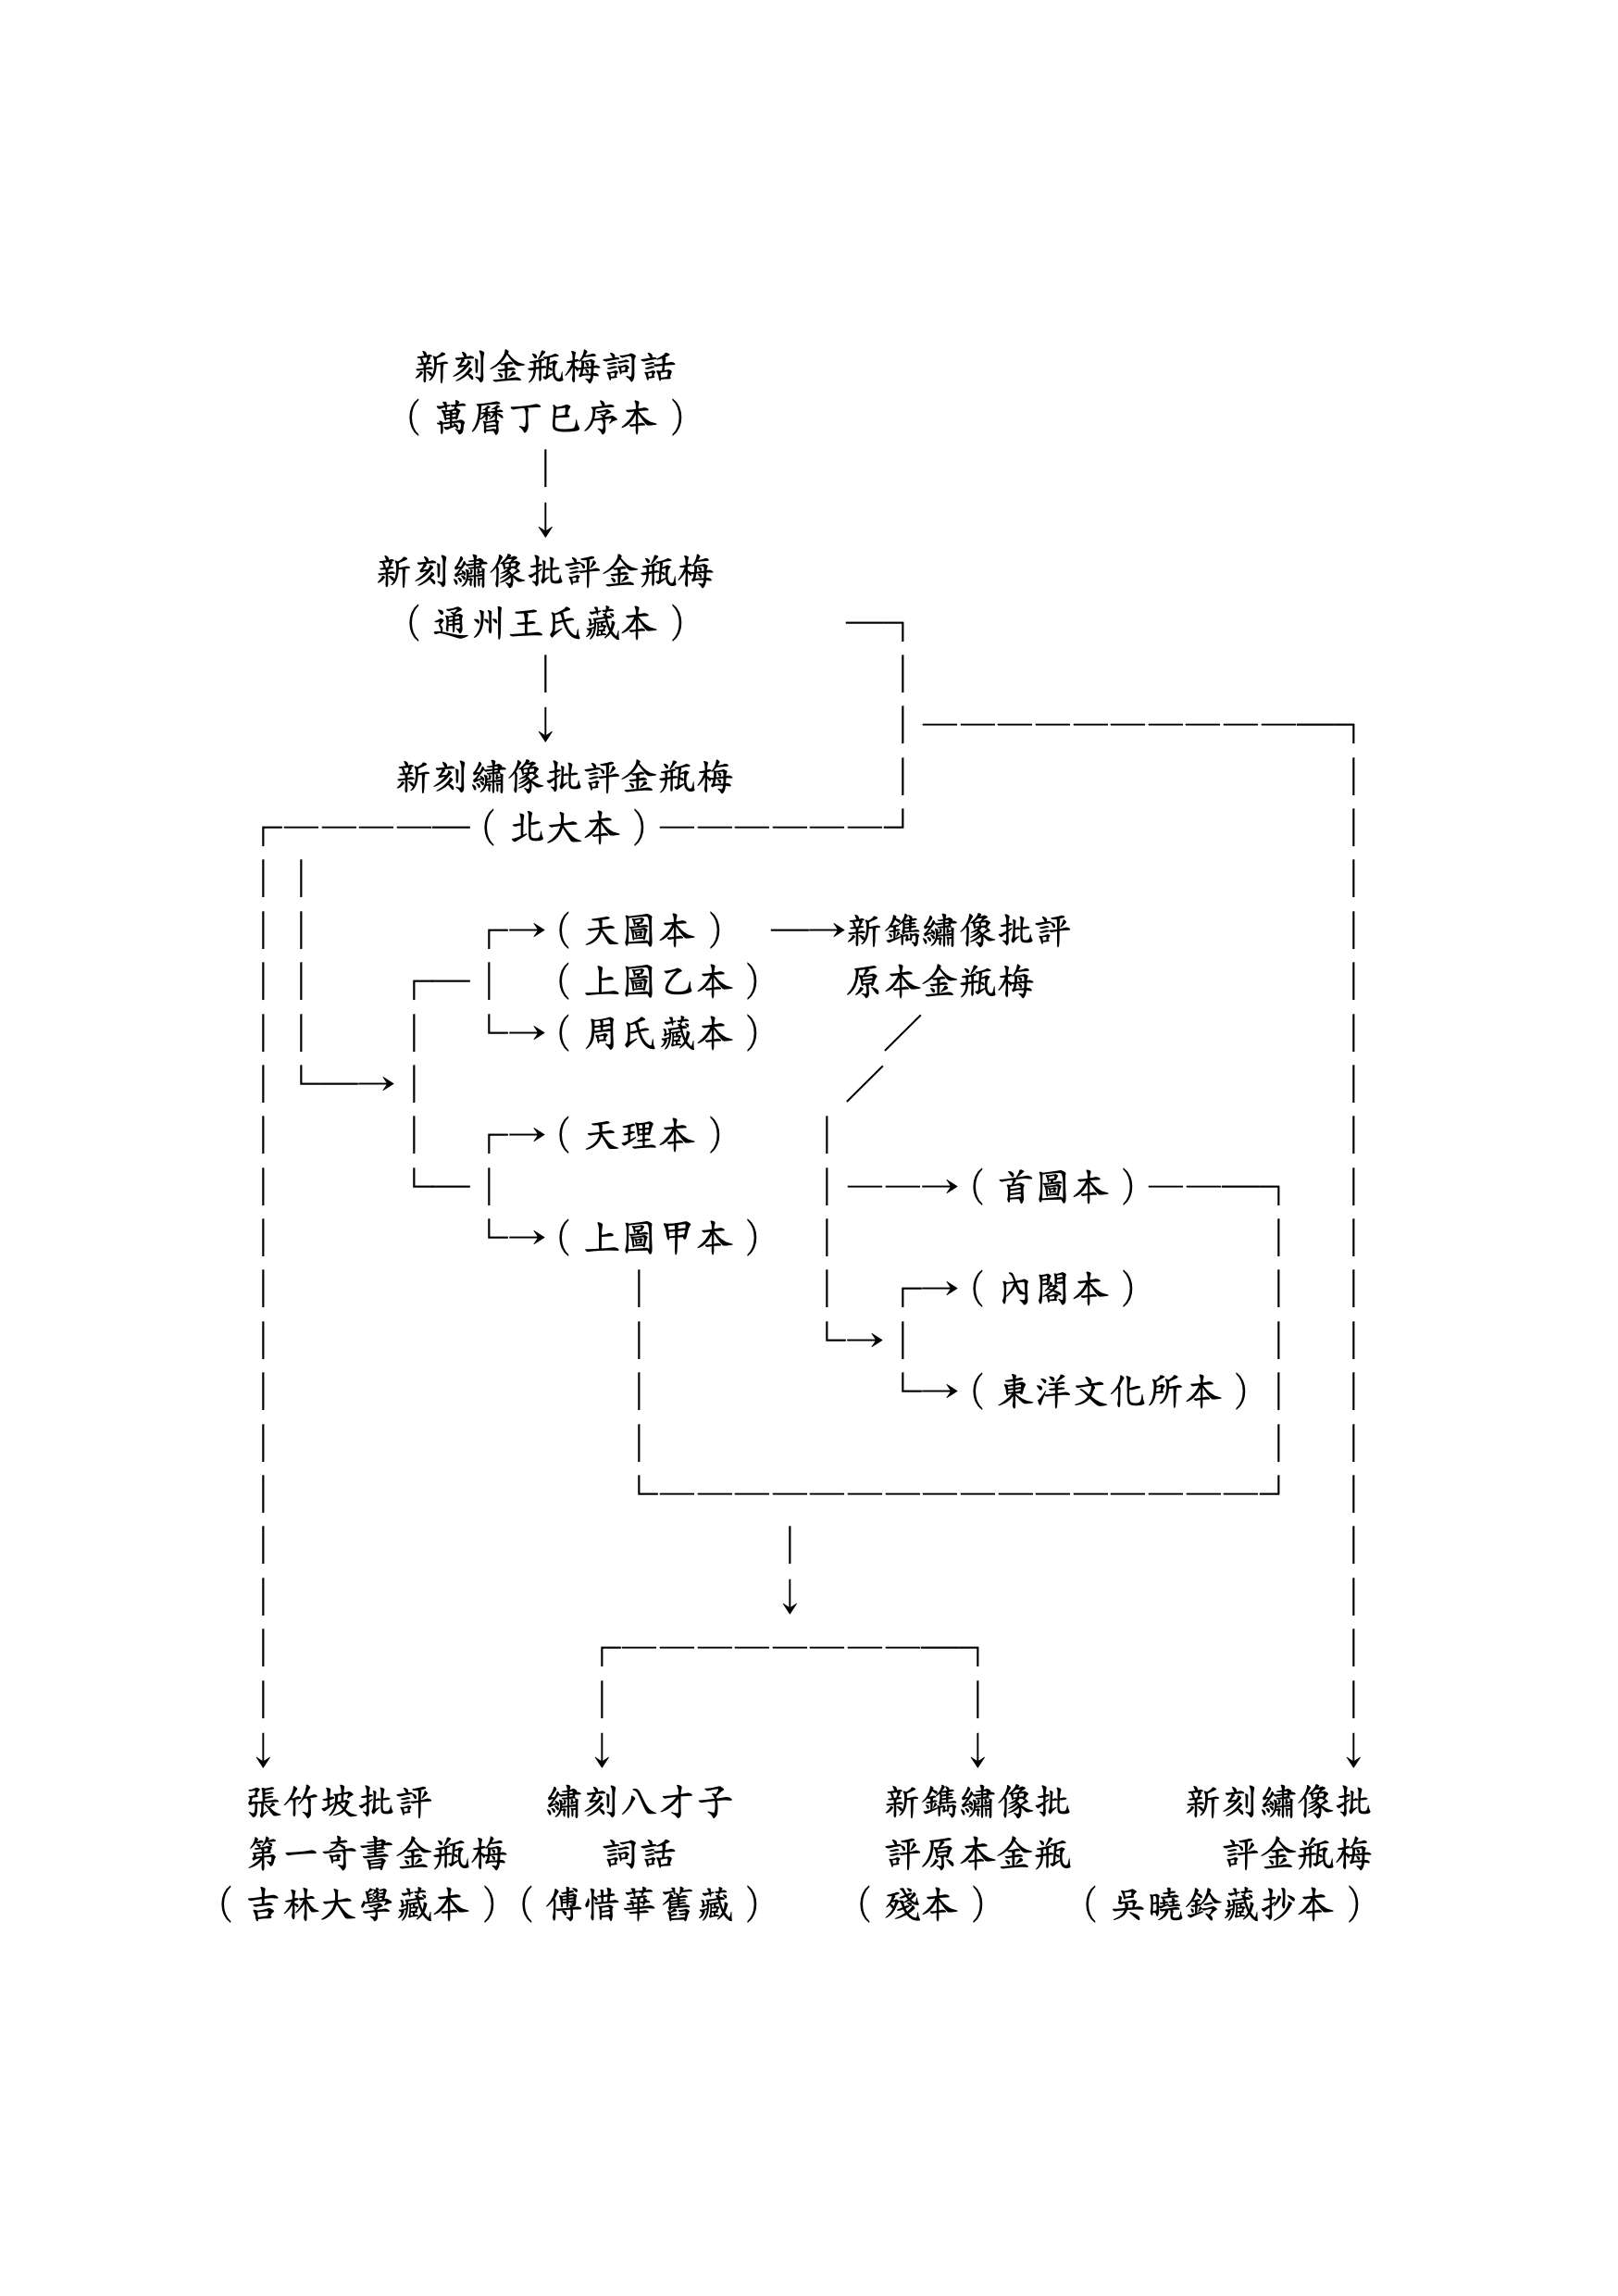 新刻金瓶梅詞話
（萬曆丁巳序本）
新刻繡像批評金瓶梅
（通州王氏藏本）
新刻繡像批評金瓶梅
（北大本）
（天圖本）
新鐫繡像批評
（上圖乙本）
原本金瓶梅
（周氏藏本）
（天理本）
（首圖本）
（上圖甲本）
（內閣本）
（東洋文化所本）
張竹坡批評
第一奇書金瓶梅
（吉林大學藏本）
繡刻八才子
詞話
（傅惜華舊藏）
新鐫繡像批
評原本金瓶
（殘本）
新刻繡像批
評金瓶梅
（吳曉鈴藏抄本）